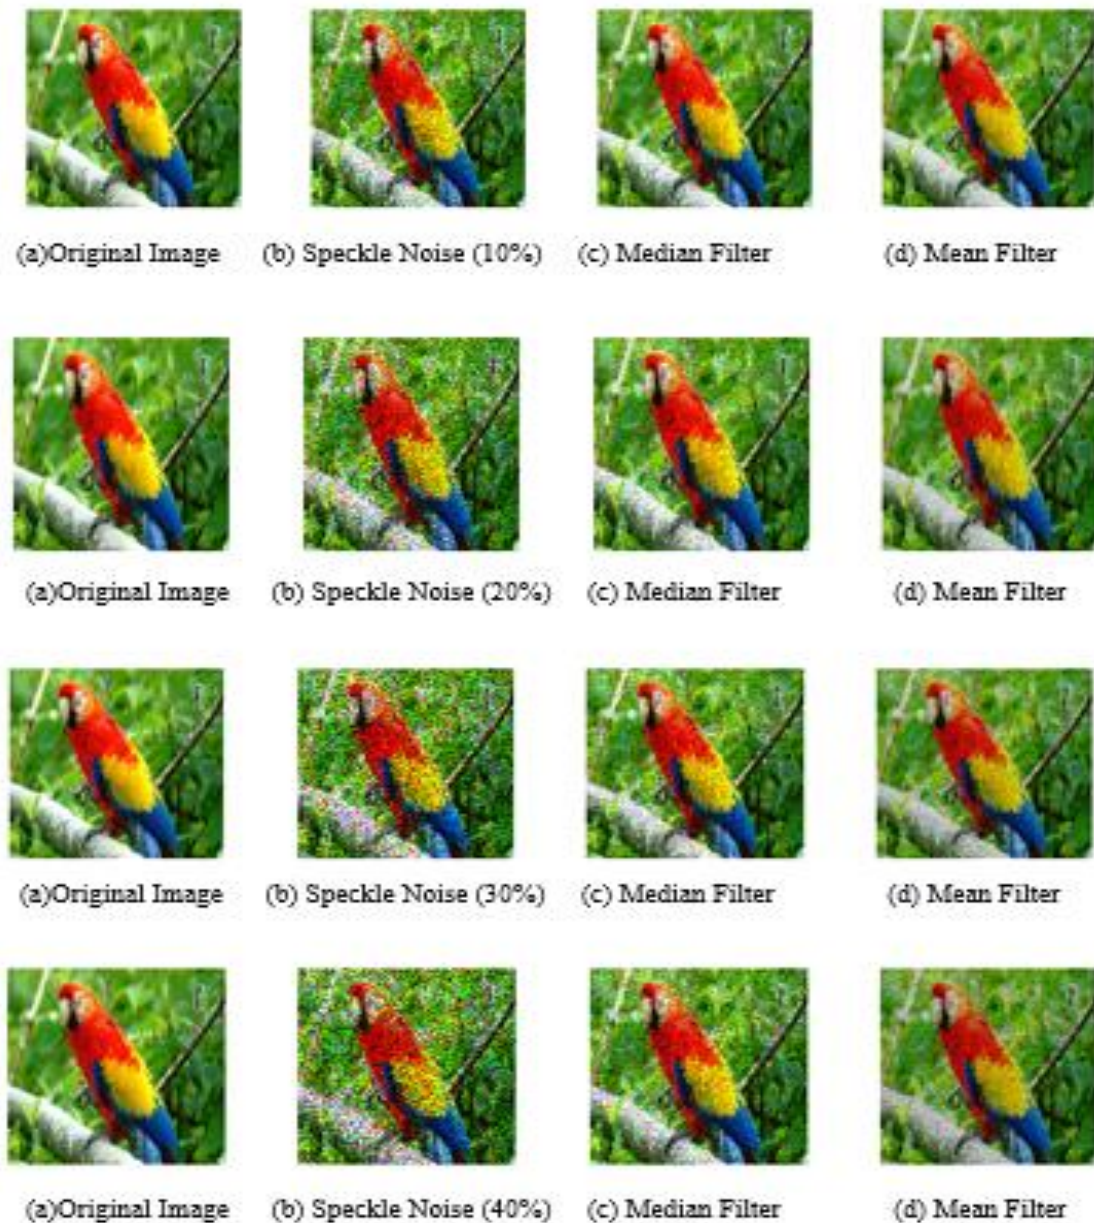 (a)Original Image (b) Speckle Noise (10%) (c) Median Filter (d) Mean Filter
(a)Original Image (b) Speckle Noise (20%) (c) Median Filter (d) Mean Filter
(a)Original Image (b) Speckle Noise (30%) (c) Median Filter (d) Mean Filter
(a)Original Image (b) Speckle Noise (40%) (c) Median Filter (d) Mean Filter